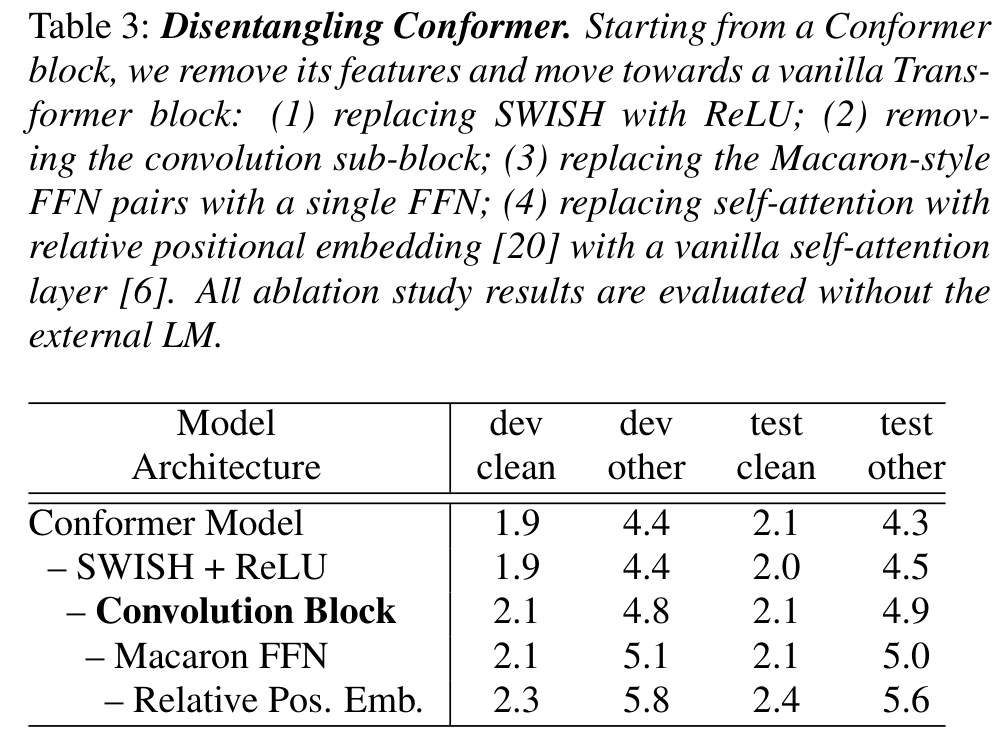 Table 3: Disentangling Conformer. Starting from a Conformer
block, we remove its features and move towards a vanilla Trans-
former block: (1) replacing SWISH with ReLU; (2) remov-
ing the convolution sub-block; (3) replacing the Macaron-style
FFN pairs with a single FFN; (4) replacing self-attention with
relative positional embedding [20] with a vanilla self-attention
layer [6]. All ablation study results are evaluated without the
external LM.
Model dev dev test test
Architecture clean other clean other
Conformer Model 1.9 4.4 2.1 4.3
– SWISH + ReLU 1.9 4.4 2.0 4.5
– Convolution Block 2.1 4.8 2.1 4.9
– Macaron FFN 2.1 5.1 2.1 5.0
– Relative Pos. Emb. 2.3 5.8 2.4 5.6